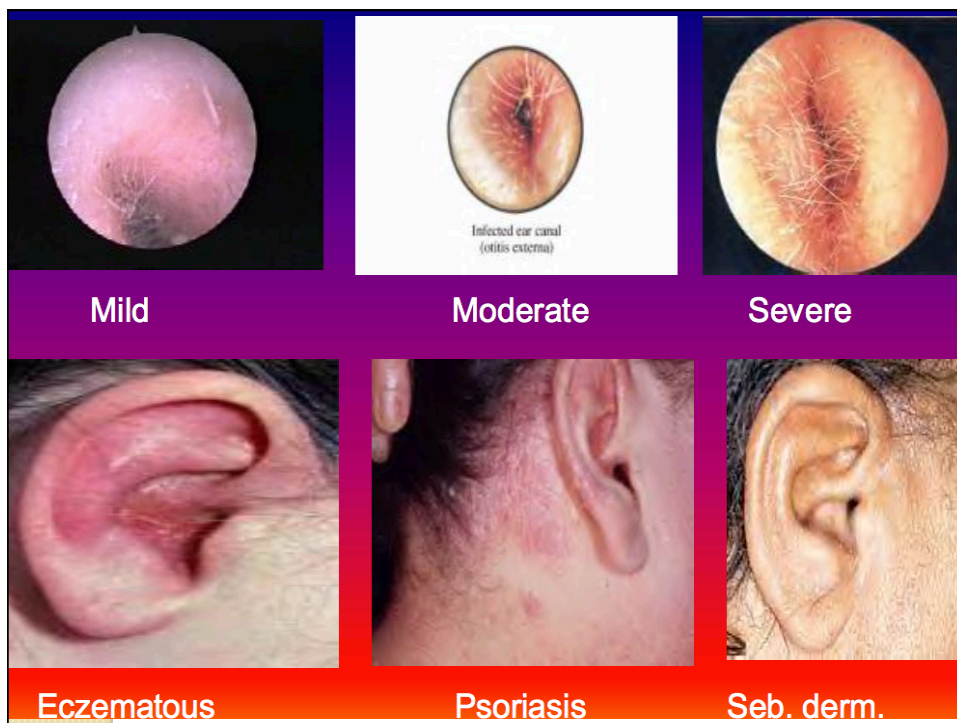 Infected ear canal
(otitis externa)
Mild
Moderate
Severe
Eczematous
Psoriasis
Seb. derm.